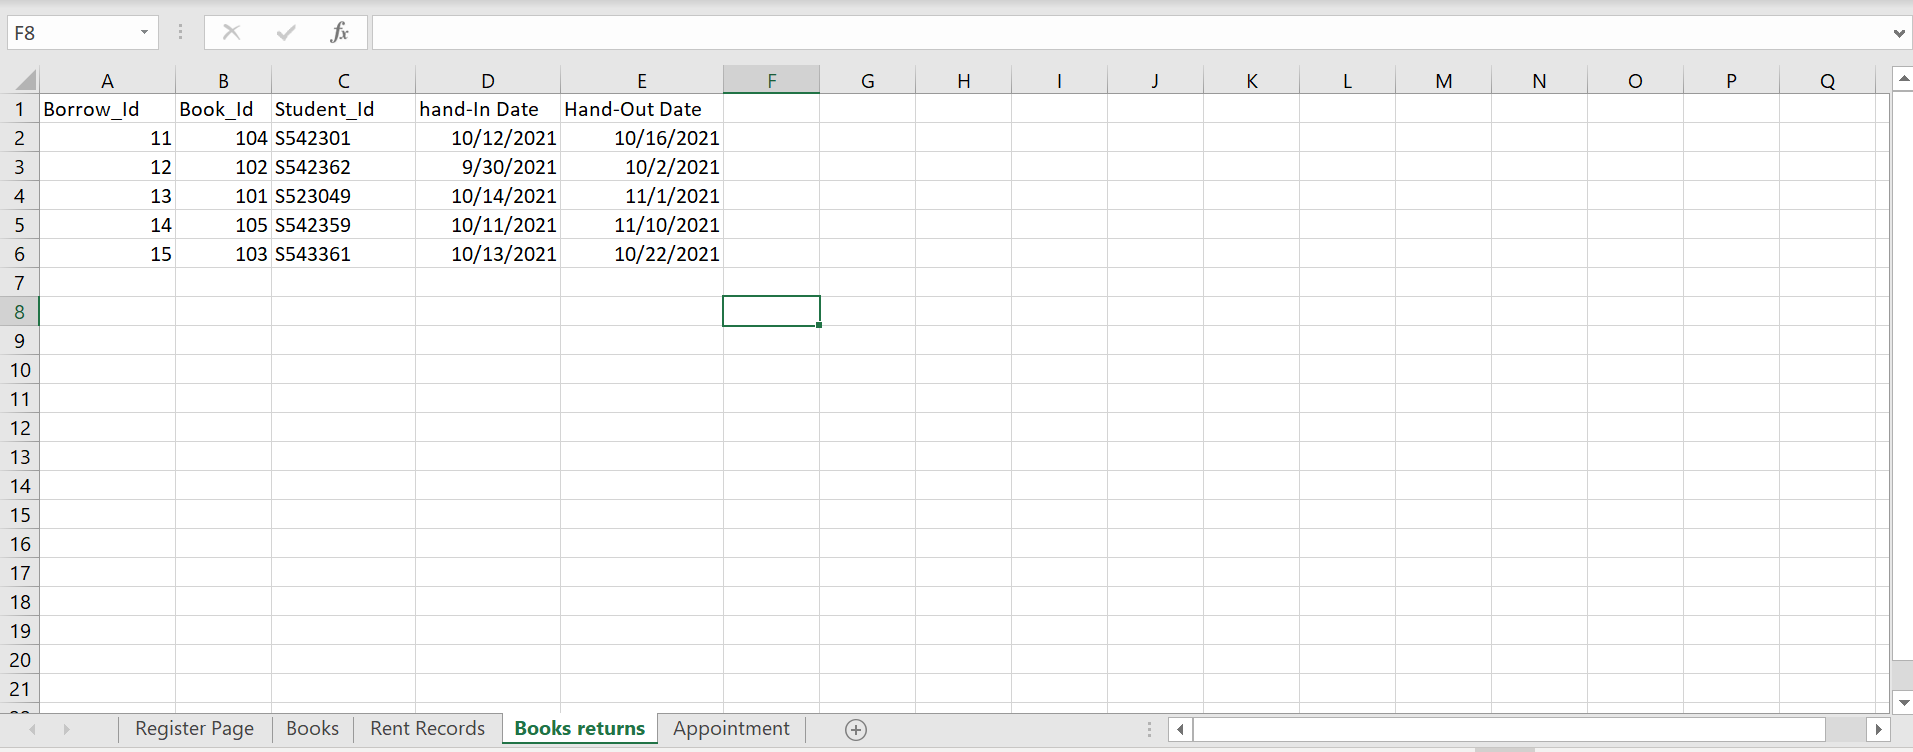 F8 fx
A B C D E F G H I J K L M N O P Q
1 Borrow_Id Book_Id Student_Id hand-In Date Hand-Out Date
2 11 104 S542301 10/12/2021 10/16/2021
3 12 102 S542362 9/30/2021 10/2/2021
4 13 101 S523049 10/14/2021 11/1/2021
5 14 105 S542359 10/11/2021 11/10/2021
6 15 103 S543361 10/13/2021 10/22/2021
7
8
9
10
11
12
13
14
15
16
17
18
19
20
21
Register Page Books Rent Records Books returns Appointment